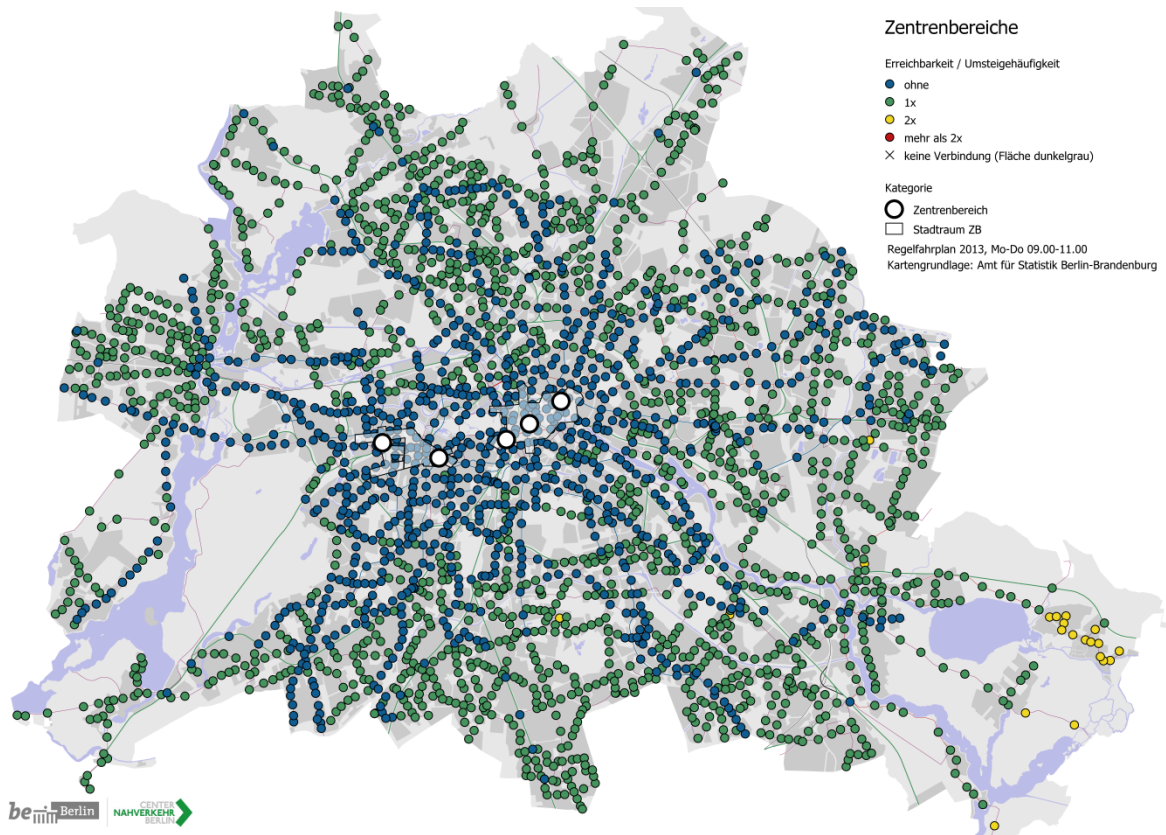 Zentrenbereiche
Erreichbarkeit / Umsteigehäufigkeit
ohne
1x
2x
mehr als 2x
keine Verbindung (Fläche dunkelgrau)
Kategorie
Zentrenbereich
Stadtraum ZB
Regelfahrplan 2013, Mo-Do 09.00-11.00
Kartengrundlage: Amt für Statistik Berlin-Brandenburg
be Berlin
CENTER
NAHVERKEHR
BERLIN